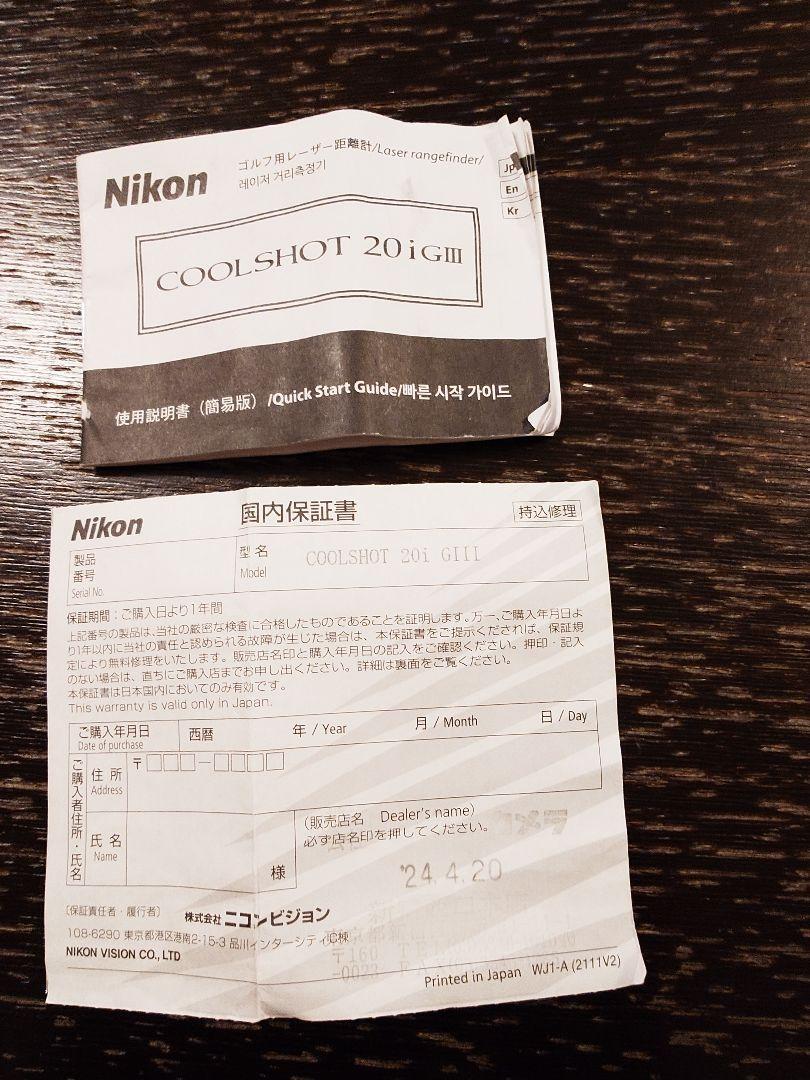 Nikon
ゴルフ用レーザー距離計/Laser rangefinder/
레이저 거리측정기
Jp
En
Kr
COOLSHOT 20iGIII
使用説明書（簡易版）/Quick Start Guide/빠른 시작 가이드
Nikon
国内保証書
持込修理
製品
番号
Serial No.
型名
Model
COOLSHOT 20i GIII
保証期間：ご購入日より1年間
上記番号の製品は、当社の厳密な検査に合格したものであることを証明します。万一、ご購入年月日よ
り1年以内に当社の責任と認められる故障が生じた場合は、本保証書をご提示くだされば、保証規
定により無料修理をいたします。販売店名印と購入年月日の記入をご確認ください。押印・記入
のない場合は、直ちにご購入店までお申し出ください。詳細は裏面をご覧ください。
本保証書は日本国内においてのみ有効です。
This warranty is valid only in Japan.
ご購入年月日
Date of purchase
西暦
年 / Year
月 / Month
日 / Day
ご購入者住所・氏名
住所
Address
〒
氏名
Name
様
（販売店名 Dealer's name）
必ず店名印を押してください。
カメラ
'24.4.20
〒160
-0022
〔保証責任者・履行者〕
株式会社ニコンビジョン
108-6290 東京都港区港南2-15-3 品川インターシティC棟
NIKON VISION CO., LTD
Printed in Japan WJ1-A (2111V2)